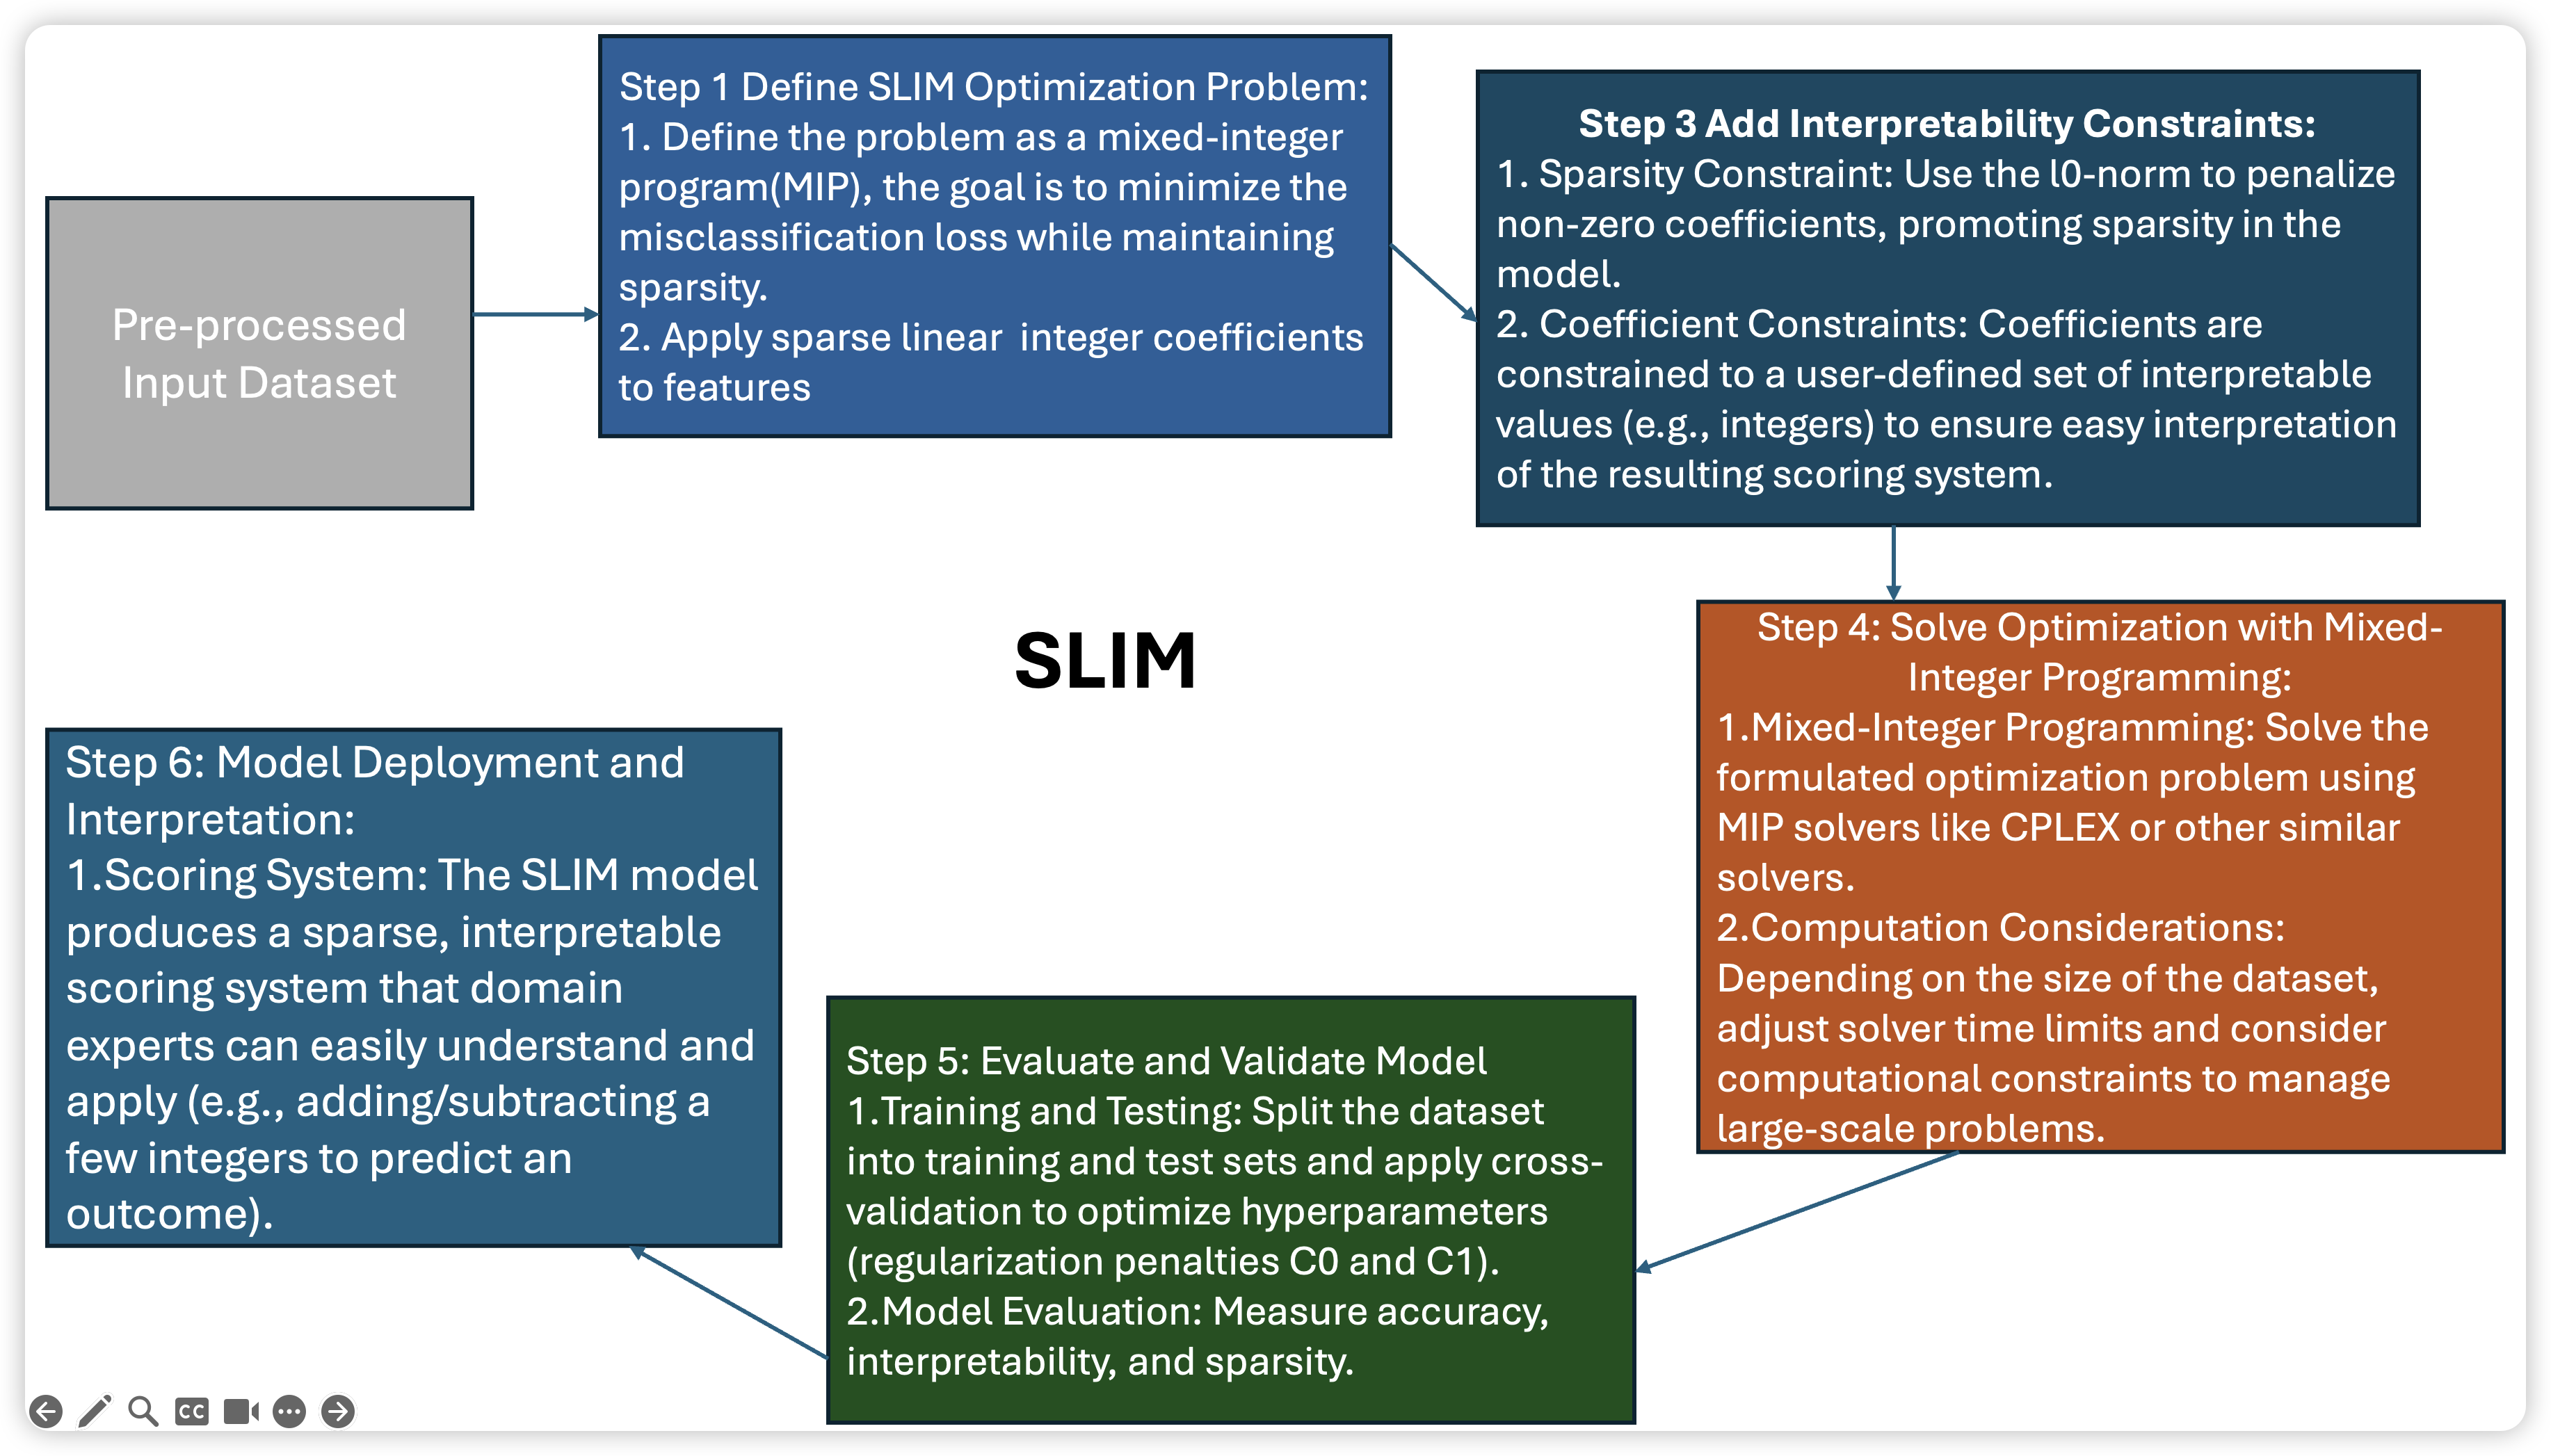 Pre-processed
Input Dataset
Step 1 Define SLIM Optimization Problem:
1. Define the problem as a mixed-integer
program(MIP), the goal is to minimize the
misclassification loss while maintaining
sparsity.
2. Apply sparse linear  integer coefficients
to features
Step 3 Add Interpretability Constraints:
1. Sparsity Constraint: Use the l0-norm to penalize
non-zero coefficients, promoting sparsity in the
model.
2. Coefficient Constraints: Coefficients are
constrained to a user-defined set of interpretable
values (e.g., integers) to ensure easy interpretation
of the resulting scoring system.
SLIM
Step 4: Solve Optimization with Mixed-
Integer Programming:
1.Mixed-Integer Programming: Solve the
formulated optimization problem using
MIP solvers like CPLEX or other similar
solvers.
2.Computation Considerations:
Depending on the size of the dataset,
adjust solver time limits and consider
computational constraints to manage
large-scale problems.
Step 5: Evaluate and Validate Model
1.Training and Testing: Split the dataset
into training and test sets and apply cross-
validation to optimize hyperparameters
(regularization penalties C0 and C1).
2.Model Evaluation: Measure accuracy,
interpretability, and sparsity.
Step 6: Model Deployment and
Interpretation:
1.Scoring System: The SLIM model
produces a sparse, interpretable
scoring system that domain
experts can easily understand and
apply (e.g., adding/subtracting a
few integers to predict an
outcome).
CC